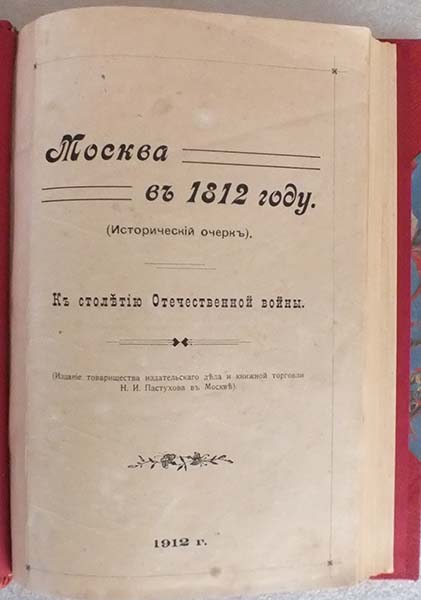 Москва
въ 1812 году.
(Историческій очеркъ).
Къ столѣтію Отечественной войны.
(Изданіе товарищества издательскаго дѣла и книжной торговли
Н. И. Пастухова въ Москвѣ).
1912 г.